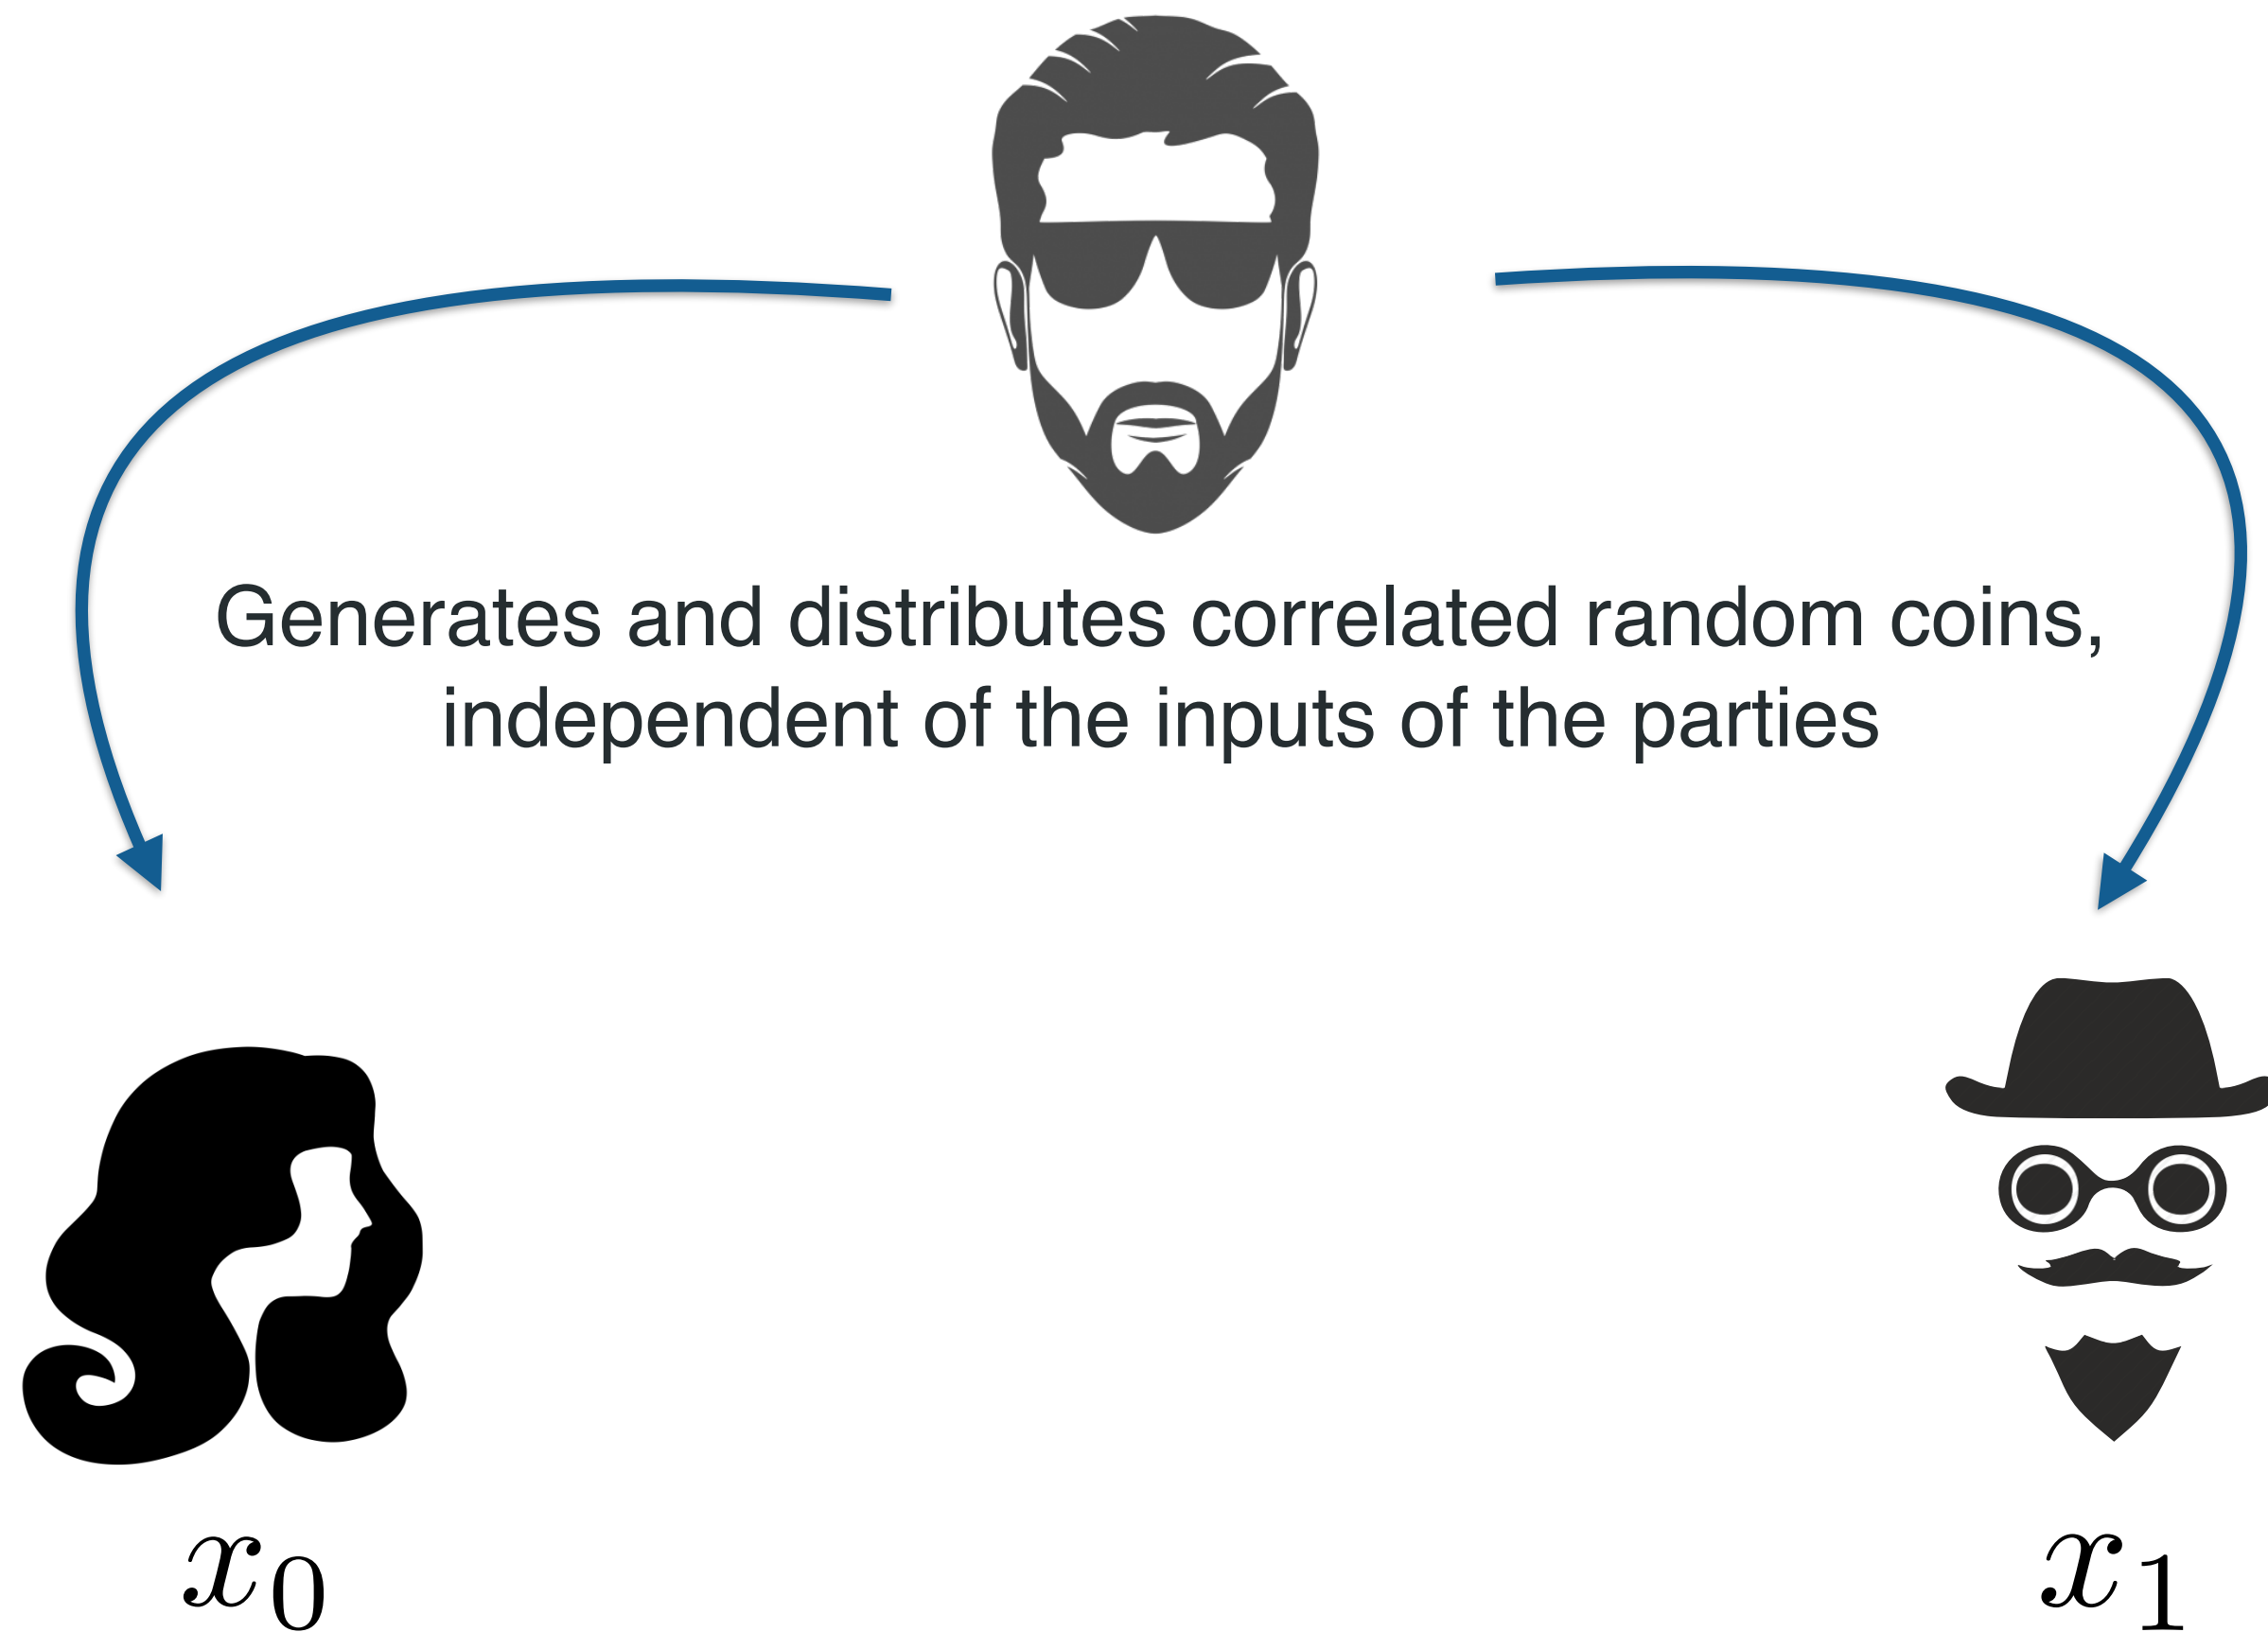 Generates and distributes correlated random coins,
independent of the inputs of the parties
x₀
x₁